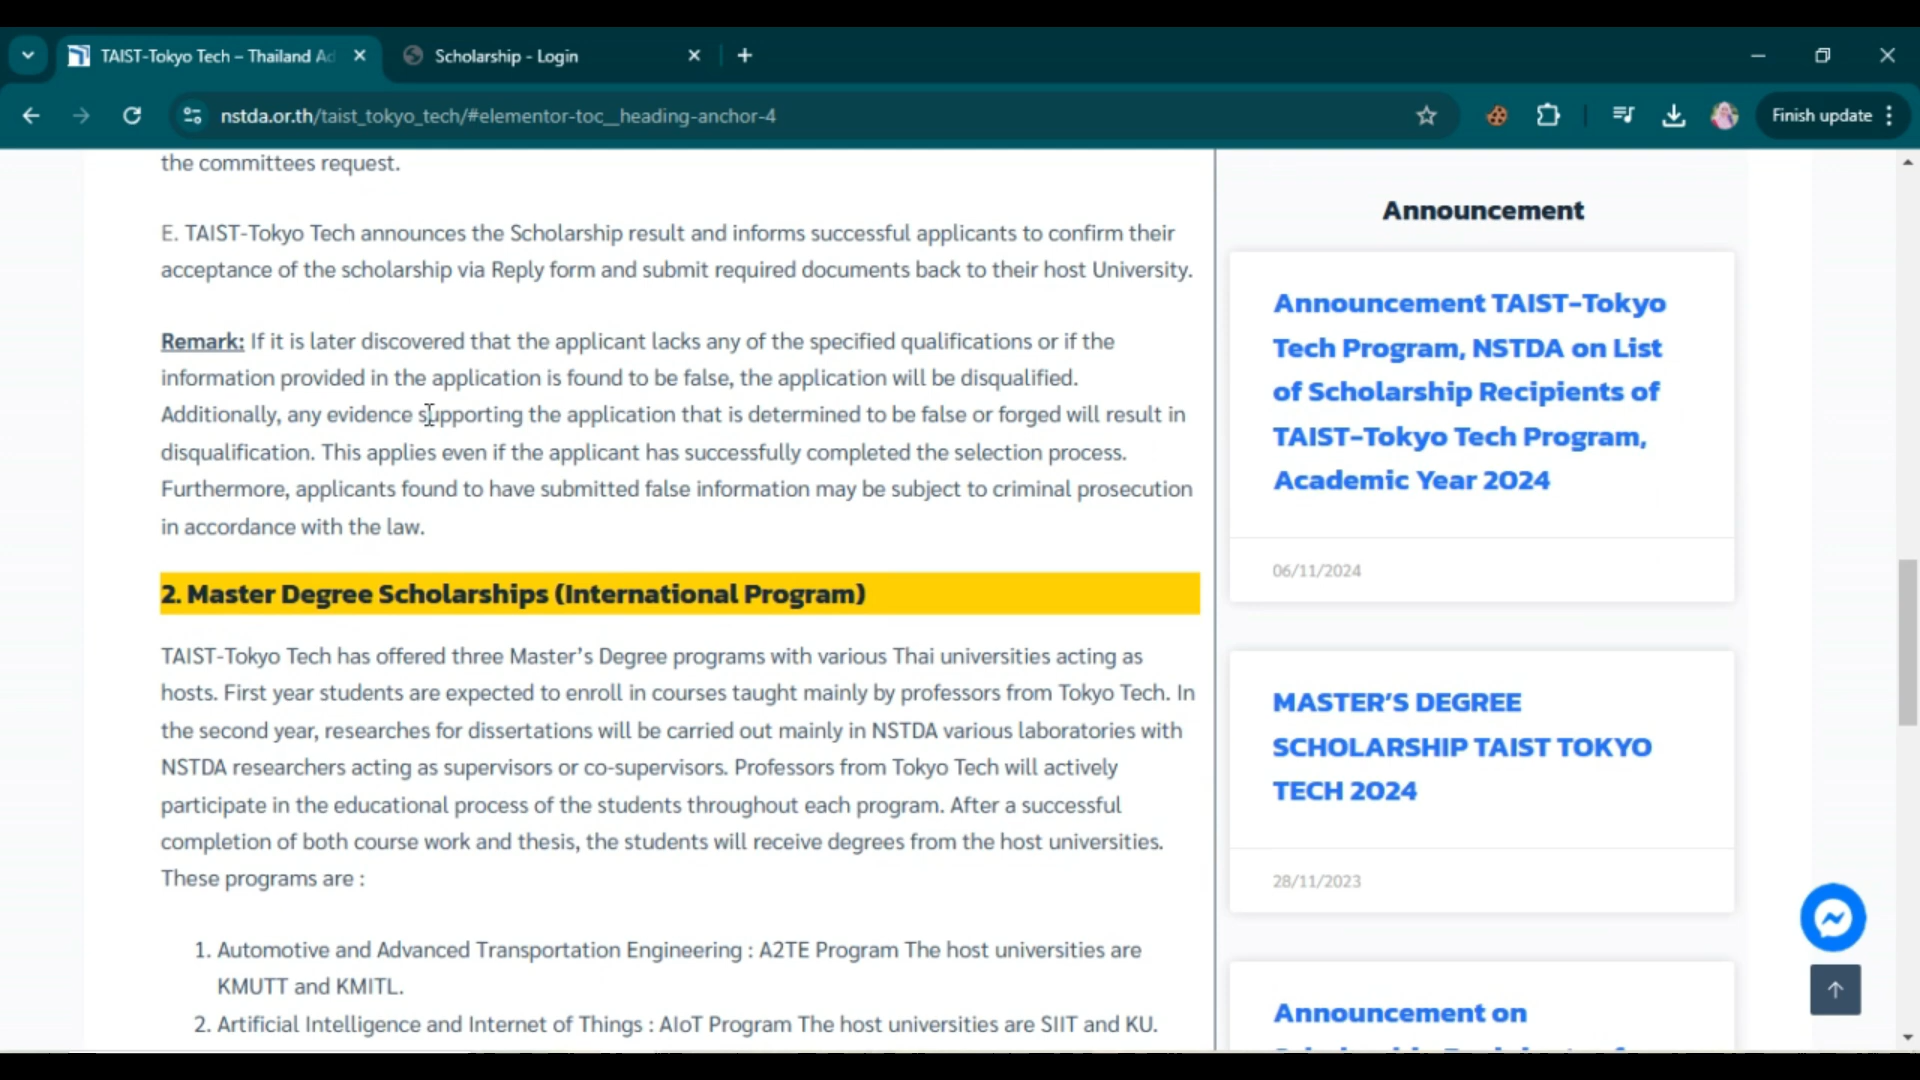 TAIST-Tokyo Tech – Thailand Ad
Scholarship - Login
nstda.or.th/taist_tokyo_tech/#elementor-toc__heading-anchor-4
Finish update
the committees request.
E. TAIST-Tokyo Tech announces the Scholarship result and informs successful applicants to confirm their
acceptance of the scholarship via Reply form and submit required documents back to their host University.
Remark: If it is later discovered that the applicant lacks any of the specified qualifications or if the
information provided in the application is found to be false, the application will be disqualified.
Additionally, any evidence supporting the application that is determined to be false or forged will result in
disqualification. This applies even if the applicant has successfully completed the selection process.
Furthermore, applicants found to have submitted false information may be subject to criminal prosecution
in accordance with the law.
2. Master Degree Scholarships (International Program)
TAIST-Tokyo Tech has offered three Master's Degree programs with various Thai universities acting as
hosts. First year students are expected to enroll in courses taught mainly by professors from Tokyo Tech. In
the second year, researches for dissertations will be carried out mainly in NSTDA various laboratories with
NSTDA researchers acting as supervisors or co-supervisors. Professors from Tokyo Tech will actively
participate in the educational process of the students throughout each program. After a successful
completion of both course work and thesis, the students will receive degrees from the host universities.
These programs are :
1. Automotive and Advanced Transportation Engineering : A2TE Program The host universities are
KMUTT and KMITL.
2. Artificial Intelligence and Internet of Things : AIoT Program The host universities are SIIT and KU.
Announcement
Announcement TAIST-Tokyo
Tech Program, NSTDA on List
of Scholarship Recipients of
TAIST-Tokyo Tech Program,
Academic Year 2024
06/11/2024
MASTER'S DEGREE
SCHOLARSHIP TAIST TOKYO
TECH 2024
28/11/2023
Announcement on